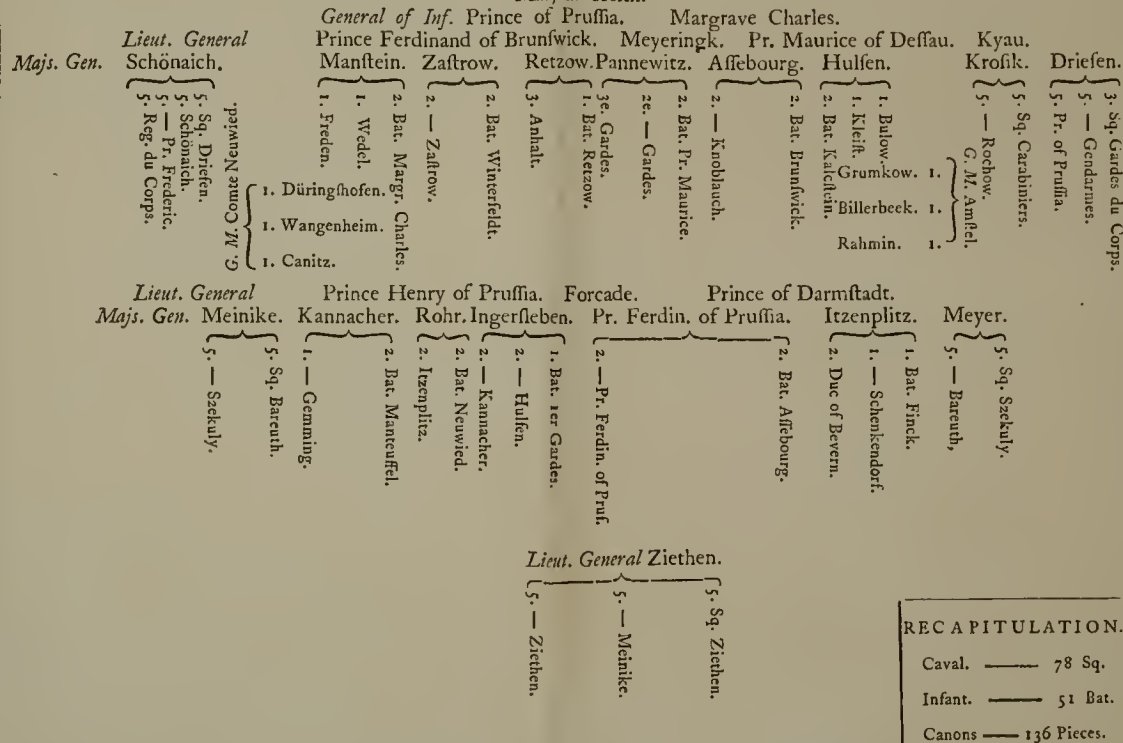 General of Inf. Prince of Pruſſia. Margrave Charles.
Lieut. General Prince Ferdinand of Brunſwick. Meyeringk. Pr. Maurice of Deſſau. Kyau.
Majs. Gen. Schönaich. Manſtein. Zaſtrow. Retzow. Pannewitz. Aſſebourg. Hulſen. Kroſik. Drieſen.
5. Reg. du Corps.
5. — Pr. Frederic.
5. Schönaich.
5. Sq. Drieſen.
G. M. Comte Neuwied.
1. Düringſhofen.
1. Wangenheim.
1. Canitz.
1. Freden.
1. Wedel.
2. Bat. Margr. Charles.
2. — Zaſtrow.
2. Bat. Winterfeldt.
3. Anhalt.
1. Bat. Retzow.
3e. Gardes.
2e. — Gardes.
2. Bat. Pr. Maurice.
2. — Knoblauch.
2. Bat. Brunſwick.
2. Bat. Kalcſtein.
1. Kleiſt.
1. Bulow.
Grumkow. 1.
Billerbeek. 1.
Rahmin. 1.
G. M. Amſtel.
5. — Rochow.
5. Sq. Carabiniers.
5. Pr. of Pruſſia.
5. — Gendarmes.
3. Sq. Gardes du Corps.
Lieut. General Prince Henry of Pruſſia. Forcade. Prince of Darmſtadt.
Majs. Gen. Meinike. Kannacher. Rohr. Ingerſleben. Pr. Ferdin. of Pruſſia. Itzenplitz. Meyer.
5. — Szekuly.
5. Sq. Bareuth.
1. — Gemming.
2. Bat. Manteuffel.
2. Itzenplitz.
2. Bat. Neuwied.
2. — Kannacher.
2. — Hulſen.
1. Bat. 1er Gardes.
2. — Pr. Ferdin. of Pruſ.
2. Bat. Aſſebourg.
2. Duc of Bevern.
1. — Schenkendorf.
1. Bat. Finck.
5. — Bareuth,
5. Sq. Szekuly.
Lieut. General Ziethen.
5. — Ziethen.
5. — Meinike.
5. Sq. Ziethen.
RECAPITULATION.
Caval. — 78 Sq.
Infant. — 51 Bat.
Canons — 136 Pieces.